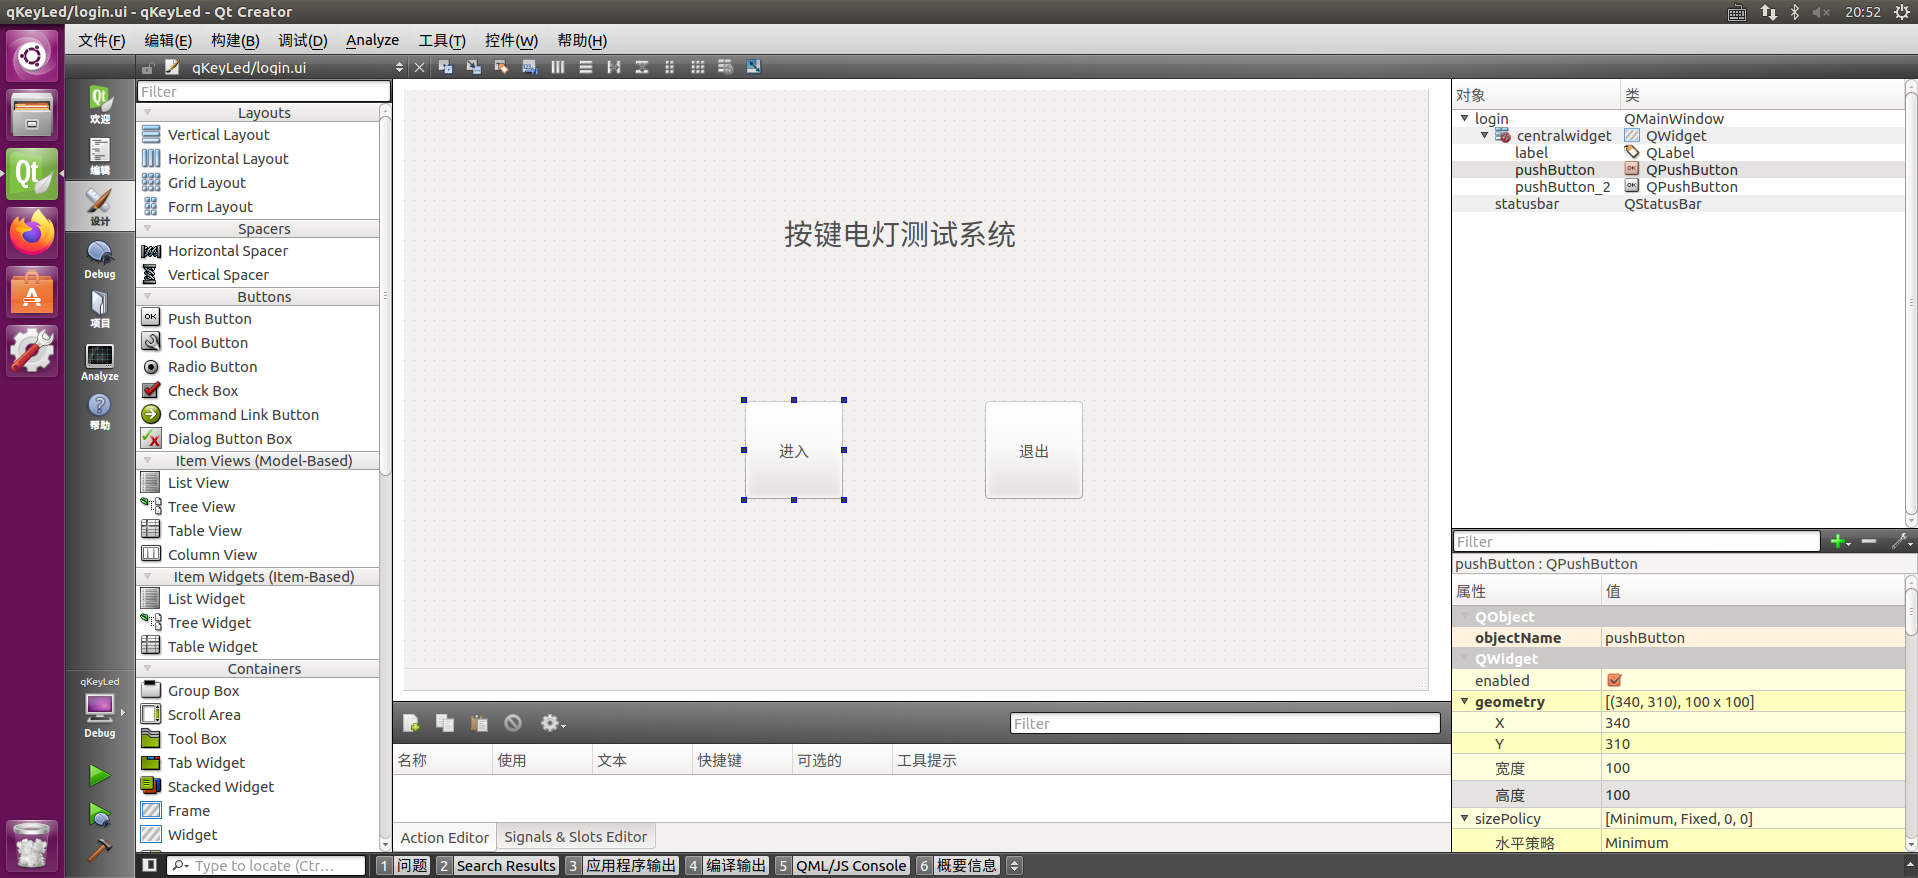 qKeyLed/login.ui - qKeyLed - Qt Creator
20:52
文件(F) 编辑(E) 构建(B) 调试(D) Analyze 工具(T) 控件(W) 帮助(H)
qKeyLed/login.ui
欢迎
编辑
设计
Debug
项目
Analyze
帮助
qKeyLed
Debug
Filter
Layouts
Vertical Layout
Horizontal Layout
Grid Layout
Form Layout
Spacers
Horizontal Spacer
Vertical Spacer
Buttons
Push Button
Tool Button
Radio Button
Check Box
Command Link Button
Dialog Button Box
Item Views (Model-Based)
List View
Tree View
Table View
Column View
Item Widgets (Item-Based)
List Widget
Tree Widget
Table Widget
Containers
Group Box
Scroll Area
Tool Box
Tab Widget
Stacked Widget
Frame
Widget
按键电灯测试系统
进入 退出
Filter
名称 使用 文本 快捷键 可选的 工具提示
Action Editor Signals & Slots Editor
对象 类
login QMainWindow
centralwidget QWidget
label QLabel
pushButton QPushButton
pushButton_2 QPushButton
statusbar QStatusBar
Filter
pushButton : QPushButton
属性 值
QObject
objectName pushButton
QWidget
enabled
geometry [(340, 310), 100 x 100]
X 340
Y 310
宽度 100
高度 100
sizePolicy [Minimum, Fixed, 0, 0]
水平策略 Minimum
Type to locate (Ctr... 1 问题 2 Search Results 3 应用程序输出 4 编译输出 5 QML/JS Console 6 概要信息